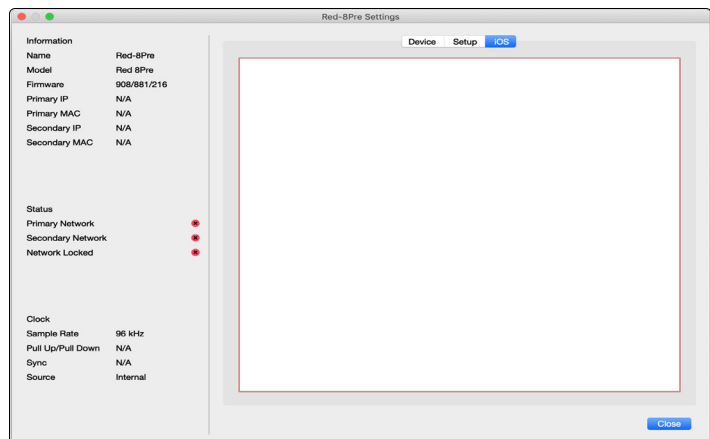 Red-8Pre Settings
Information
Name Red-8Pre
Model Red 8Pre
Firmware 908/881/216
Primary IP N/A
Primary MAC N/A
Secondary IP N/A
Secondary MAC N/A
Status
Primary Network
Secondary Network
Network Locked
Clock
Sample Rate 96 kHz
Pull Up/Pull Down N/A
Sync N/A
Source Internal
Device Setup iOS
Close